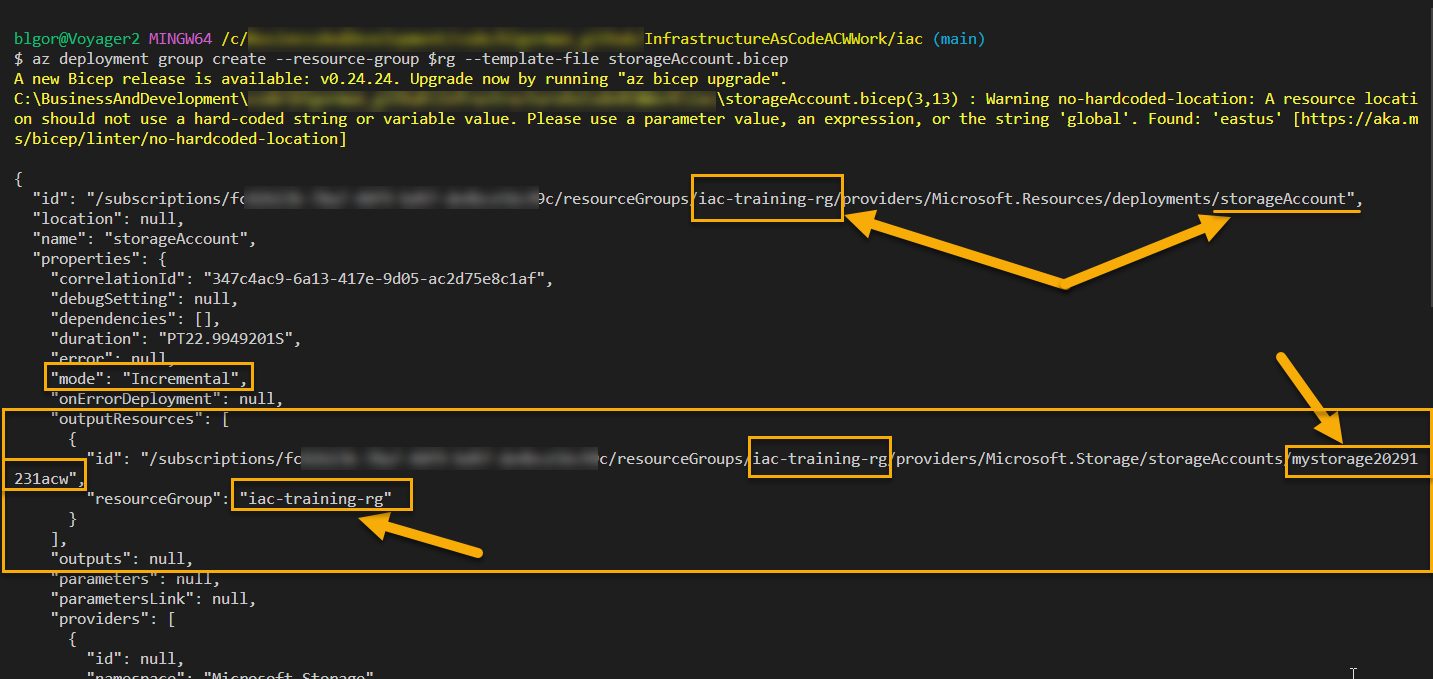 blgor@Voyager2 MINGW64 /c/ InfrastructureAsCodeACWWork/iac (main)
$ az deployment group create --resource-group $rg --template-file storageAccount.bicep
A new Bicep release is available: v0.24.24. Upgrade now by running "az bicep upgrade".
C:\BusinessAndDevelopment\ \storageAccount.bicep(3,13) : Warning no-hardcoded-location: A resource locati
on should not use a hard-coded string or variable value. Please use a parameter value, an expression, or the string 'global'. Found: 'eastus' [https://aka.m
s/bicep/linter/no-hardcoded-location]
{
"id": "/subscriptions/fc 9c/resourceGroups/iac-training-rg/providers/Microsoft.Resources/deployments/storageAccount",
"location": null,
"name": "storageAccount",
"properties": {
"correlationId": "347c4ac9-6a13-417e-9d05-ac2d75e8c1af",
"debugSetting": null,
"dependencies": [],
"duration": "PT22.9949201S",
"error": null,
"mode": "Incremental",
"onErrorDeployment": null,
"outputResources": [
{
"id": "/subscriptions/fc c/resourceGroups/iac-training-rg/providers/Microsoft.Storage/storageAccounts/mystorage20291
231acw",
"resourceGroup": "iac-training-rg"
}
],
"outputs": null,
"parameters": null,
"parametersLink": null,
"providers": [
{
"id": null,
"namespace": "Microsoft.Storage"